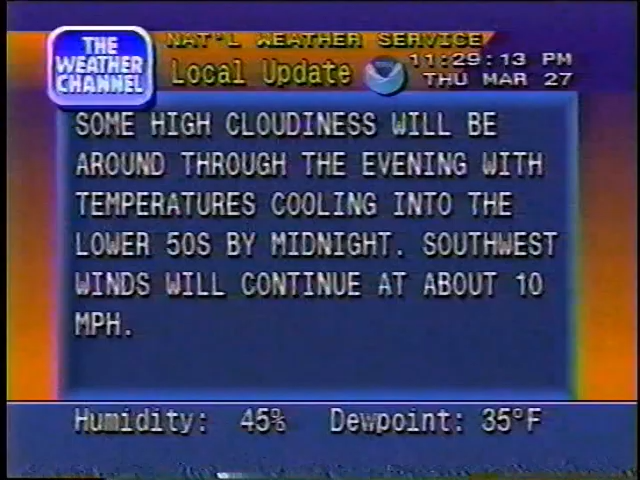 THE
WEATHER
CHANNEL
NAT'L WEATHER SERVICE
Local Update
11:29:13 PM
THU MAR 27
SOME HIGH CLOUDINESS WILL BE
AROUND THROUGH THE EVENING WITH
TEMPERATURES COOLING INTO THE
LOWER 50S BY MIDNIGHT. SOUTHWEST
WINDS WILL CONTINUE AT ABOUT 10
MPH.
Humidity: 45% Dewpoint: 35°F